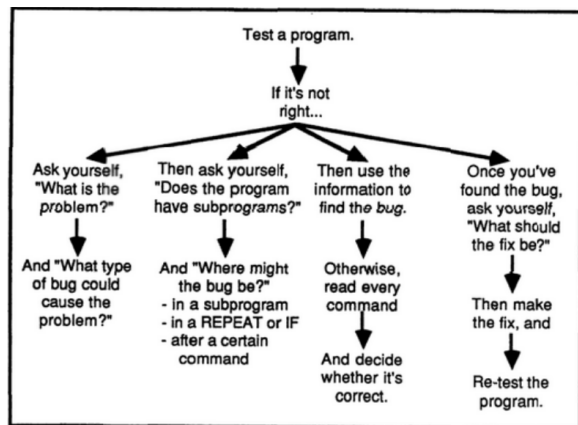 Test a program.
If it's not
right...
Ask yourself,
"What is the
problem?"
And "What type
of bug could
cause the
problem?"
Then ask yourself,
"Does the program
have subprograms?"
And "Where might
the bug be?"
- in a subprogram
- in a REPEAT or IF
- after a certain
command
Then use the
information to
find the bug.
Otherwise,
read every
command
And decide
whether it's
correct.
Once you've
found the bug,
ask yourself,
"What should
the fix be?"
Then make
the fix, and
Re-test the
program.